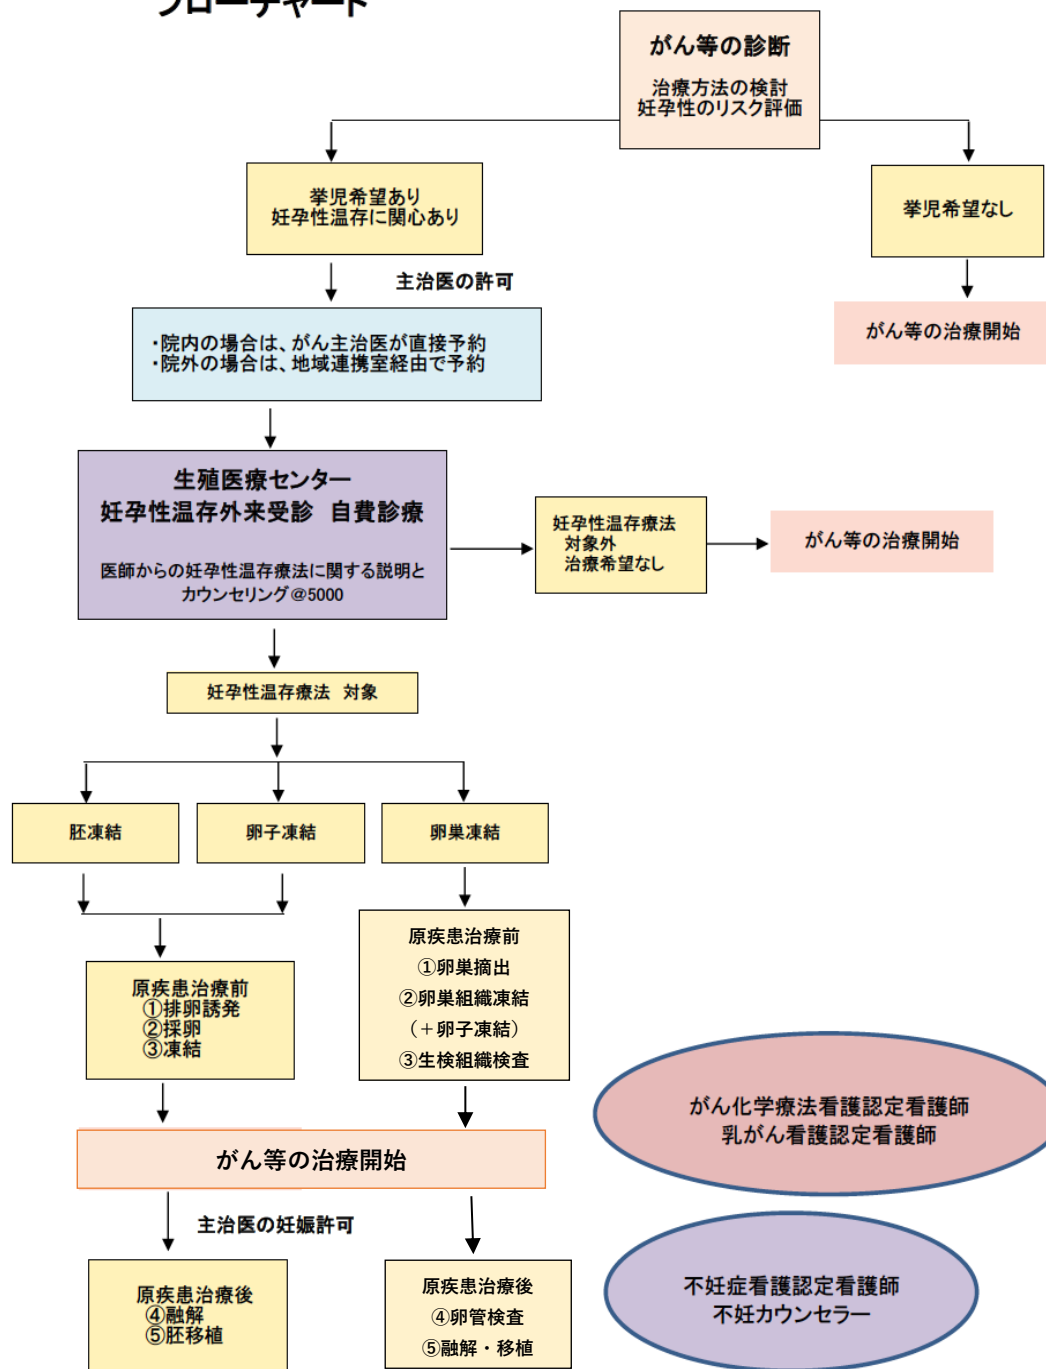 フローチャート
がん等の診断
治療方法の検討
妊孕性のリスク評価
挙児希望あり
妊孕性温存に関心あり
挙児希望なし
主治医の許可
がん等の治療開始
・院内の場合は、がん主治医が直接予約
・院外の場合は、地域連携室経由で予約
生殖医療センター
妊孕性温存外来受診 自費診療
医師からの妊孕性温存療法に関する説明と
カウンセリング@5000
妊孕性温存療法
対象外
治療希望なし
がん等の治療開始
妊孕性温存療法 対象
胚凍結
卵子凍結
卵巣凍結
原疾患治療前
①排卵誘発
②採卵
③凍結
原疾患治療前
①卵巣摘出
②卵巣組織凍結
（＋卵子凍結）
③生検組織検査
がん化学療法看護認定看護師
乳がん看護認定看護師
がん等の治療開始
主治医の妊娠許可
原疾患治療後
④融解
⑤胚移植
原疾患治療後
④卵管検査
⑤融解・移植
不妊症看護認定看護師
不妊カウンセラー